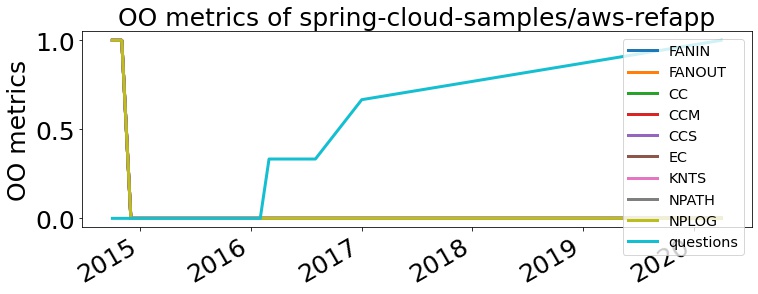 OO metrics of spring-cloud-samples/aws-refapp
OO metrics
1.0
0.5
0.0
2015
2016
2017
2018
2019
2020
FANIN
FANOUT
CC
CCM
CCS
EC
KNTS
NPATH
NPLOG
questions